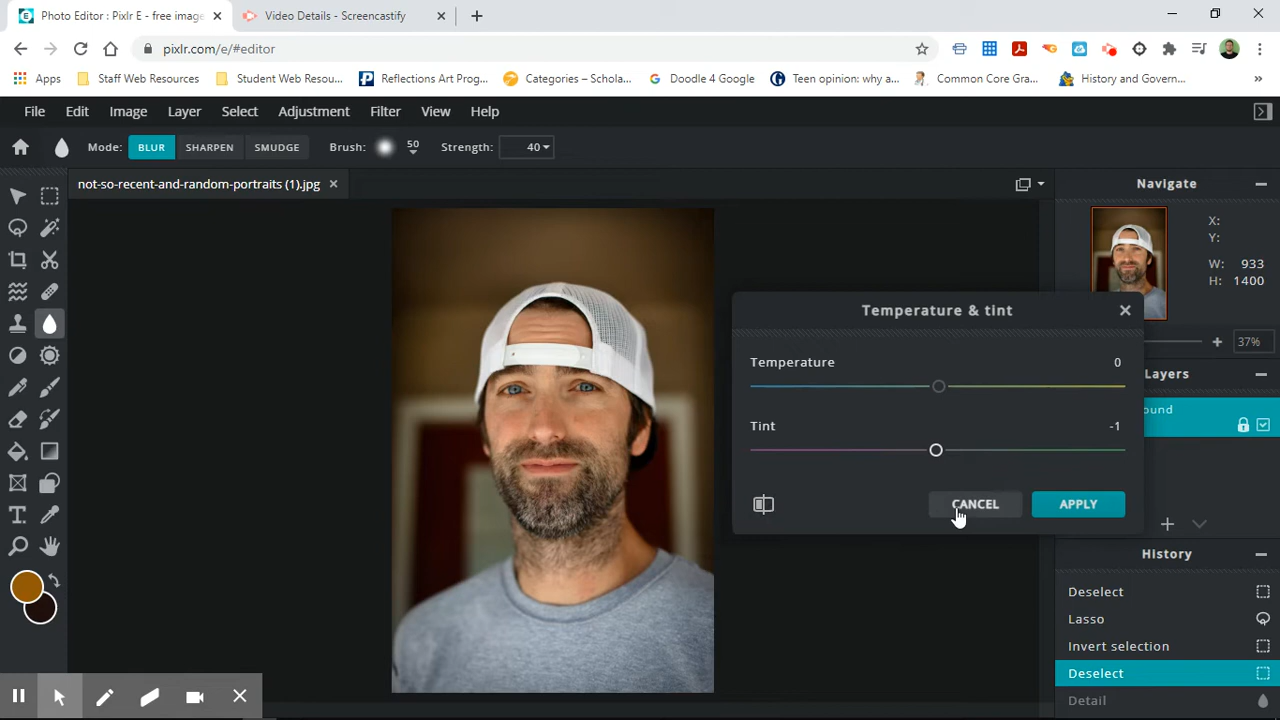 Photo Editor : Pixlr E - free image
Video Details - Screencastify
pixlr.com/e/#editor
Apps
Staff Web Resources
Student Web Resou...
Reflections Art Prog...
Categories – Schola...
Doodle 4 Google
Teen opinion: why a...
Common Core Gra...
History and Govern...
»
File Edit Image Layer Select Adjustment Filter View Help
Mode: BLUR SHARPEN SMUDGE Brush: 50 Strength: 40
not-so-recent-and-random-portraits (1).jpg
Navigate
X:
Y:
W: 933
H: 1400
37%
Temperature & tint
Temperature 0
Tint -1
CANCEL APPLY
Layers
ound
History
Deselect
Lasso
Invert selection
Deselect
Detail